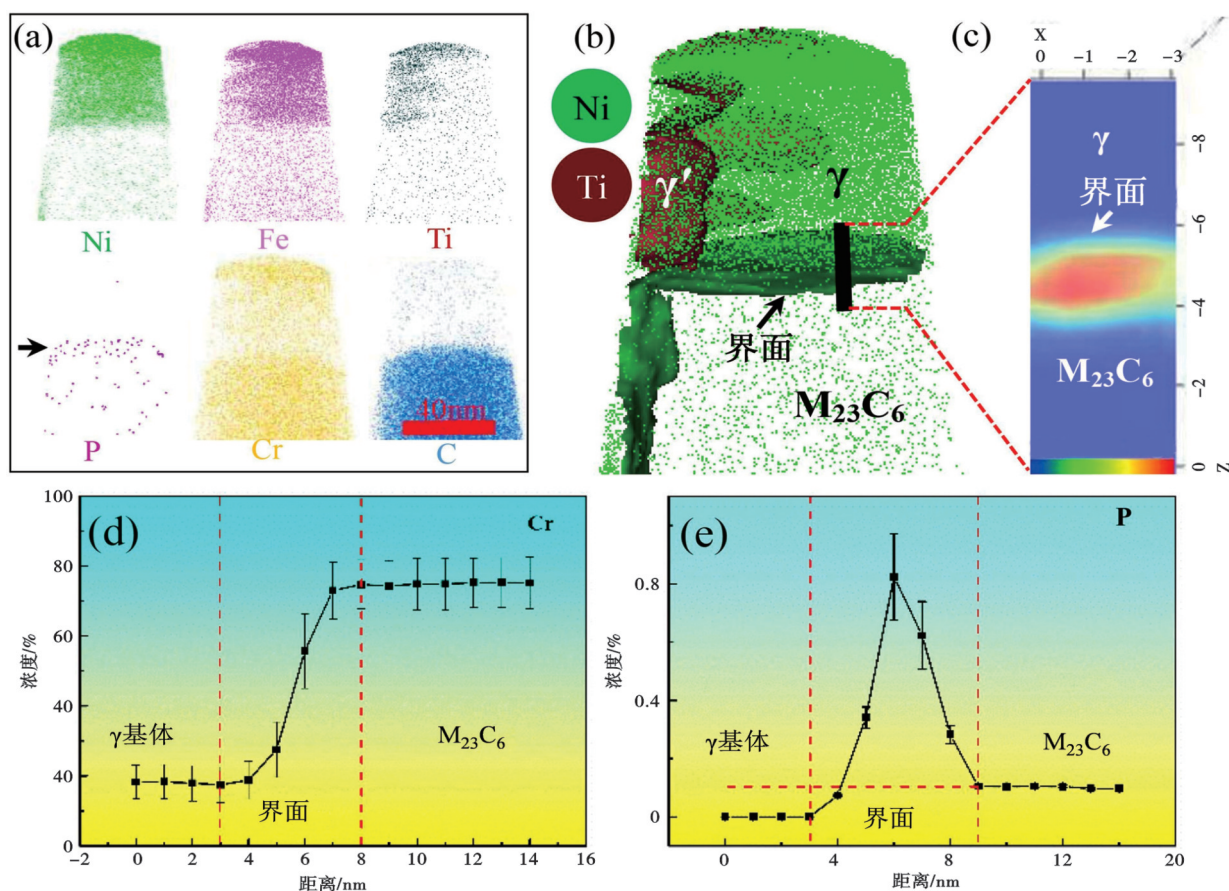 (a)
Ni
Fe
Ti
P
Cr
C
40nm
(b)
Ni
Ti
γ′
γ
界面
M₂₃C₆
(c)
X
0 -1 -2 -3
γ
界面
M₂₃C₆
-8
-6
-4
-2
0
Z
(d)
Cr
100
80
60
40
0
浓度/%
γ基体
界面
M₂₃C₆
-2 0 2 4 6 8 10 12 14 16
距离/nm
(e)
P
0.8
0.4
0
浓度/%
γ基体
界面
M₂₃C₆
0 4 8 12 20
距离/nm